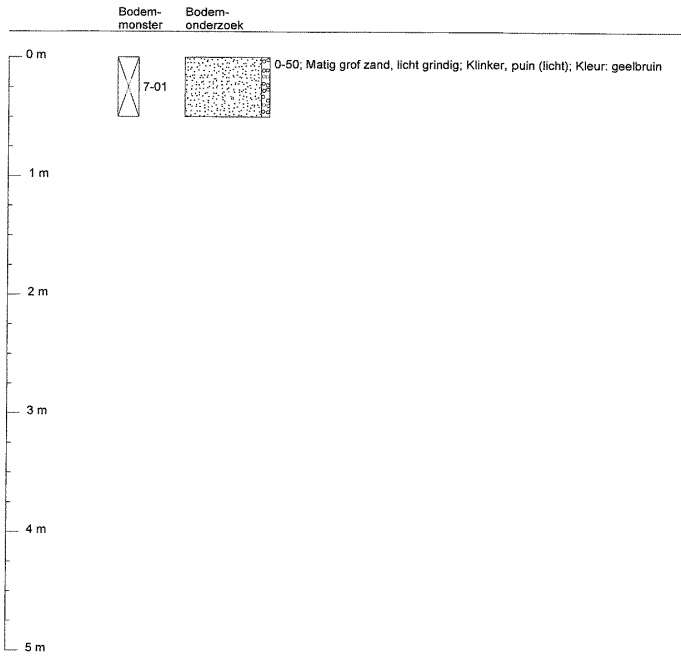 Bodem-
monster
Bodem-
onderzoek
0 m
7-01
0-50; Matig grof zand, licht grindig; Klinker, puin (licht); Kleur: geelbruin
1 m
2 m
3 m
4 m
5 m